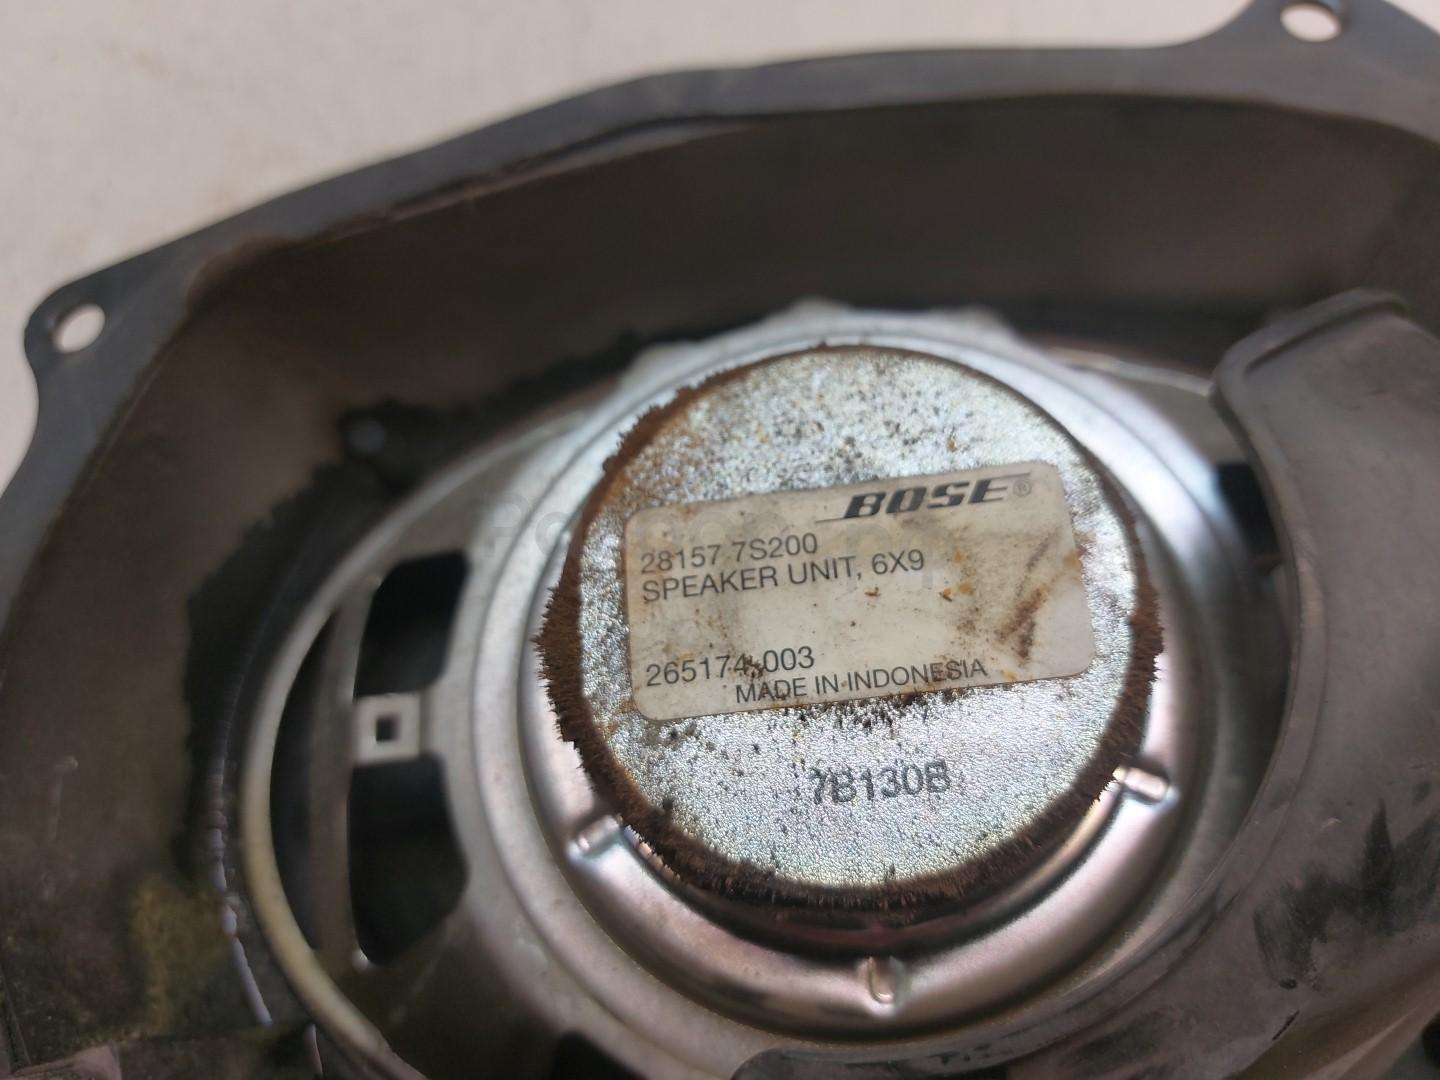 BOSE®
28157 7S200
SPEAKER UNIT, 6X9
265174-003
MADE IN INDONESIA
7B130B